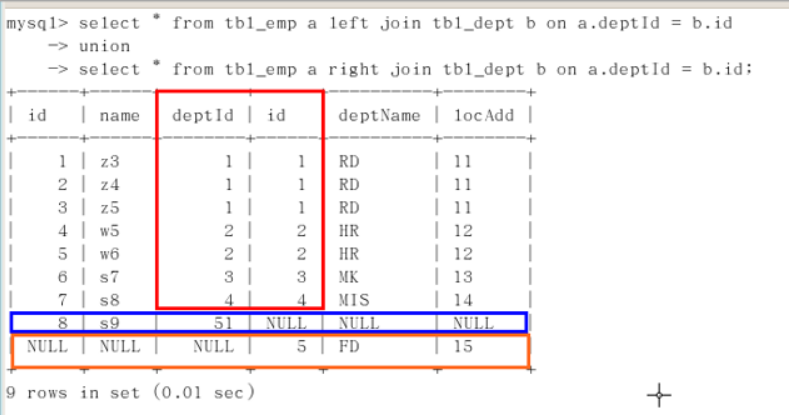 mysql> select * from tbl_emp a left join tbl_dept b on a.deptId = b.id
-> union
-> select * from tbl_emp a right join tbl_dept b on a.deptId = b.id;
| id | name | deptId | id | deptName | locAdd |
| 1 | z3 | 1 | 1 | RD | 11 |
| 2 | z4 | 1 | 1 | RD | 11 |
| 3 | z5 | 1 | 1 | RD | 11 |
| 4 | w5 | 2 | 2 | HR | 12 |
| 5 | w6 | 2 | 2 | HR | 12 |
| 6 | s7 | 3 | 3 | MK | 13 |
| 7 | s8 | 4 | 4 | MIS | 14 |
| 8 | s9 | 51 | NULL | NULL | NULL |
| NULL | NULL | NULL | 5 | FD | 15 |
9 rows in set (0.01 sec)